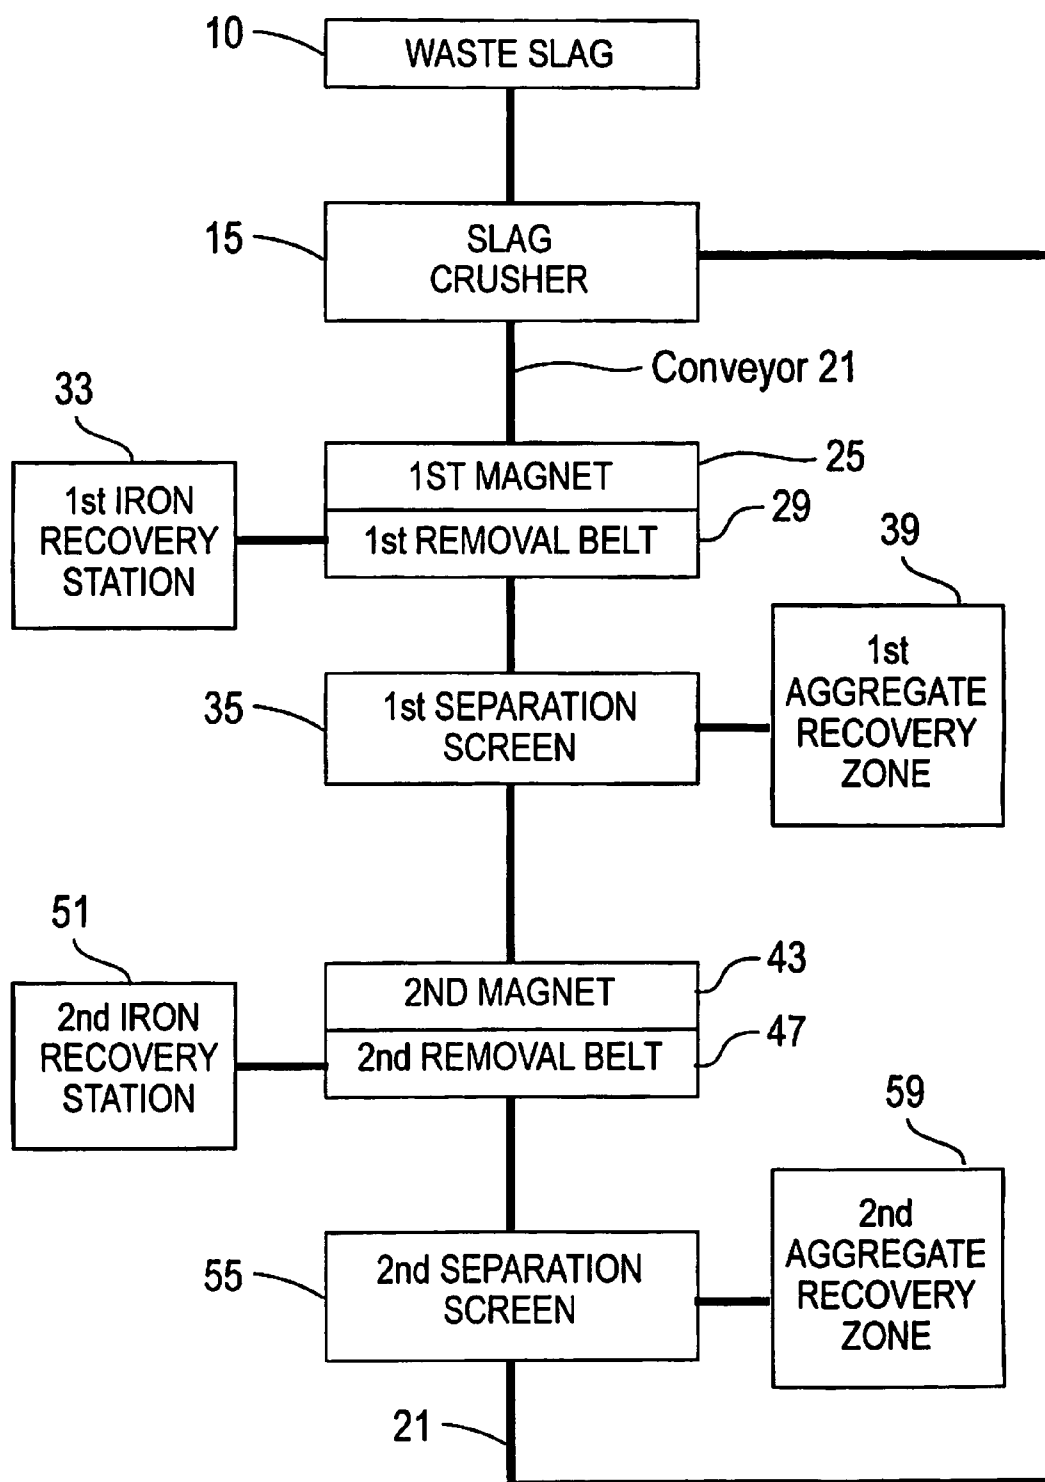 10
WASTE SLAG
15
SLAG
CRUSHER
Conveyor 21
33
1ST MAGNET
25
1st IRON
RECOVERY
STATION
1st REMOVAL BELT
29
39
35
1st SEPARATION
SCREEN
1st
AGGREGATE
RECOVERY
ZONE
51
2ND MAGNET
43
2nd IRON
RECOVERY
STATION
2nd REMOVAL BELT
47
59
55
2nd SEPARATION
SCREEN
2nd
AGGREGATE
RECOVERY
ZONE
21